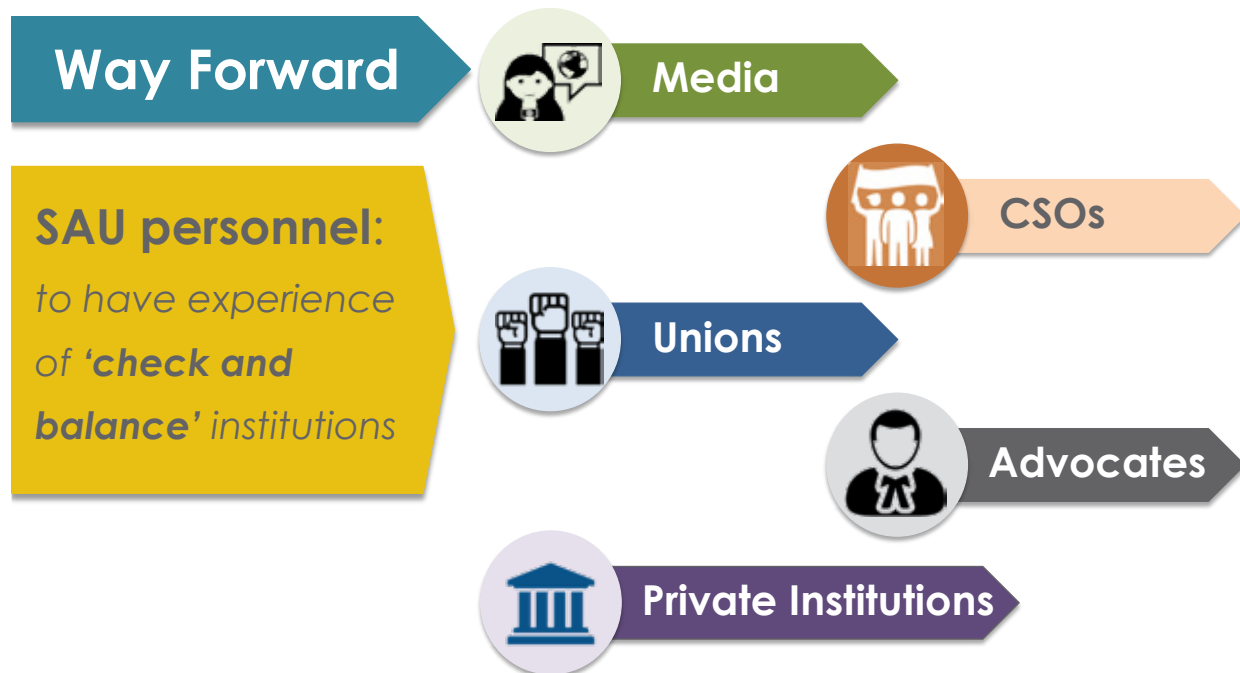 Way Forward
SAU personnel:
to have experience
of ‘check and
balance’ institutions
Media
CSOs
Unions
Advocates
Private Institutions